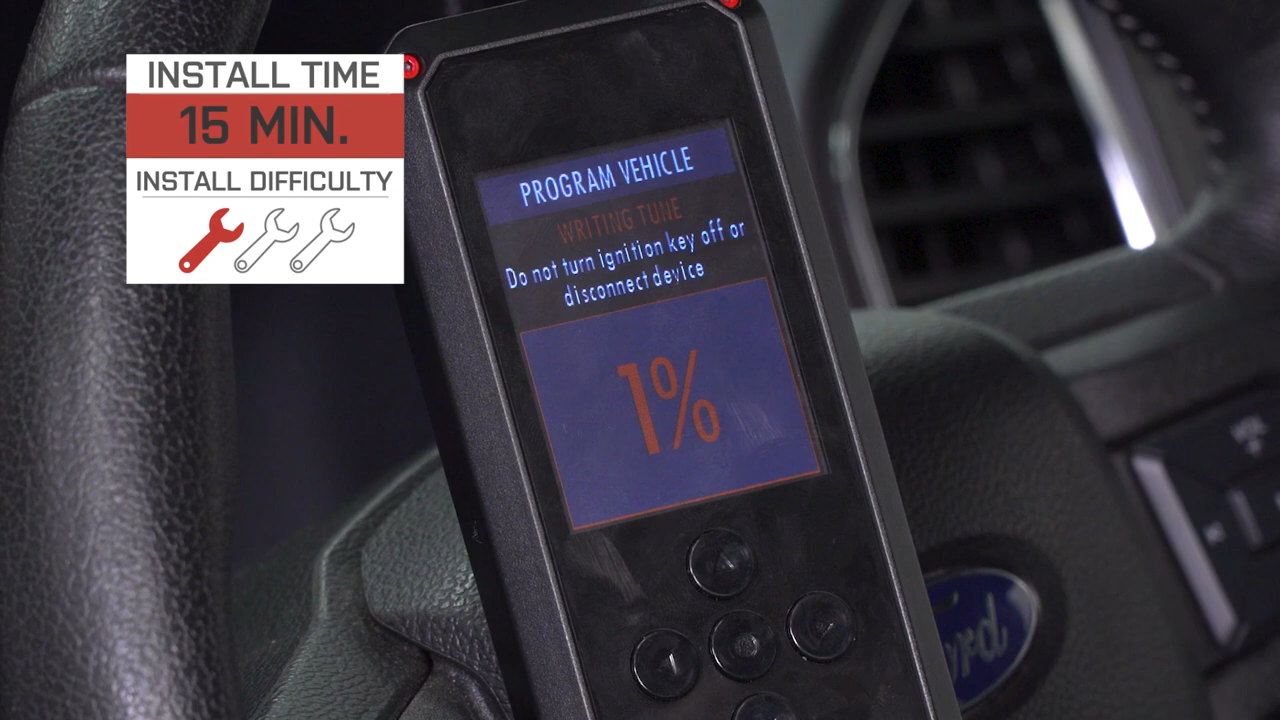 INSTALL TIME
15 MIN.
INSTALL DIFFICULTY
PROGRAM VEHICLE
WRITING TUNE
Do not turn ignition key off or
disconnect device
1%
Ford